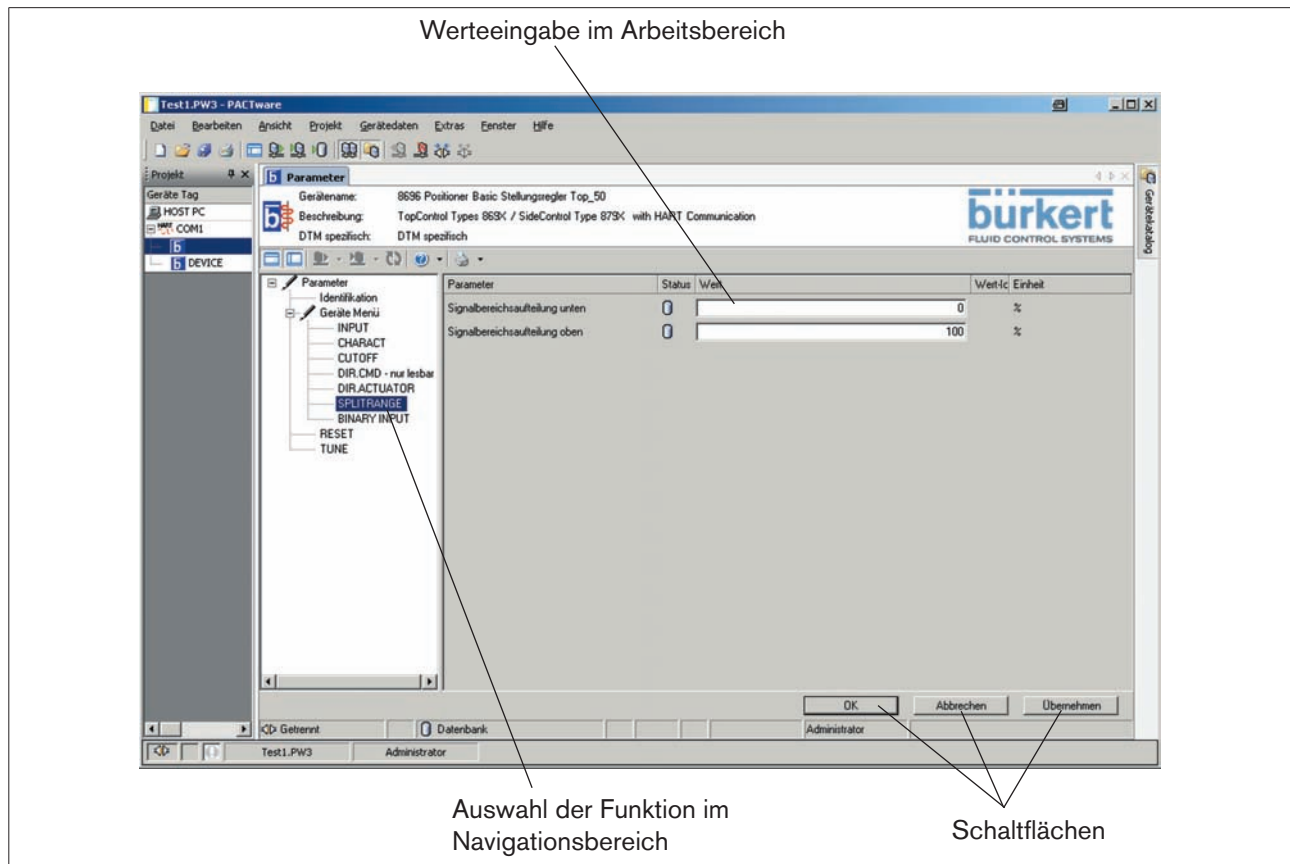 Werteeingabe im Arbeitsbereich
Test1.PW3 - PACTware
Datei Bearbeiten Ansicht Projekt Gerätedaten Extras Fenster Hilfe
Projekt
Geräte Tag
HOST PC
HART COM1
DEVICE
Parameter
Gerätename: 8696 Positioner Basic Stellungsregler Top_50
Beschreibung: TopControl Types 869X / SideControl Type 879X with HART Communication
DTM spezifisch: DTM spezifisch
bürkert
FLUID CONTROL SYSTEMS
Gerätekatalog
Parameter
Identifikation
Geräte Menü
INPUT
CHARACT
CUTOFF
DIR.CMD - nur lesbar
DIR.ACTUATOR
SPLITRANGE
BINARY INPUT
RESET
TUNE
Parameter Status Wert Wert-Ic Einheit
Signalbereichsaufteilung unten 0 %
Signalbereichsaufteilung oben 100 %
OK Abbrechen Übernehmen
Getrennt Datenbank Administrator
Test1.PW3 Administrator
Auswahl der Funktion im
Navigationsbereich
Schaltflächen